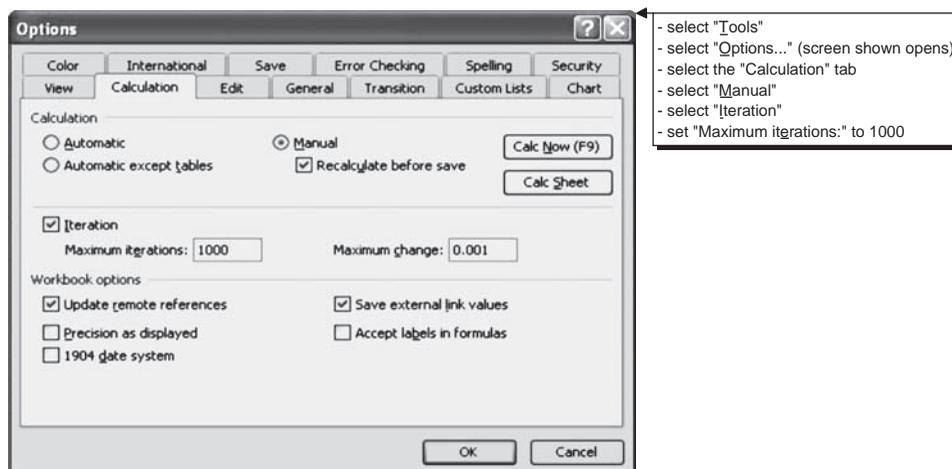 Options
Color International Save Error Checking Spelling Security
View Calculation Edit General Transition Custom Lists Chart
Calculation
Automatic Manual Calc Now (F9)
Automatic except tables Recalculate before save
Calc Sheet
Iteration
Maximum iterations: 1000 Maximum change: 0.001
Workbook options
Update remote references Save external link values
Precision as displayed Accept labels in formulas
1904 date system
OK Cancel
- select "Tools"
- select "Options..." (screen shown opens)
- select the "Calculation" tab
- select "Manual"
- select "Iteration"
- set "Maximum iterations:" to 1000